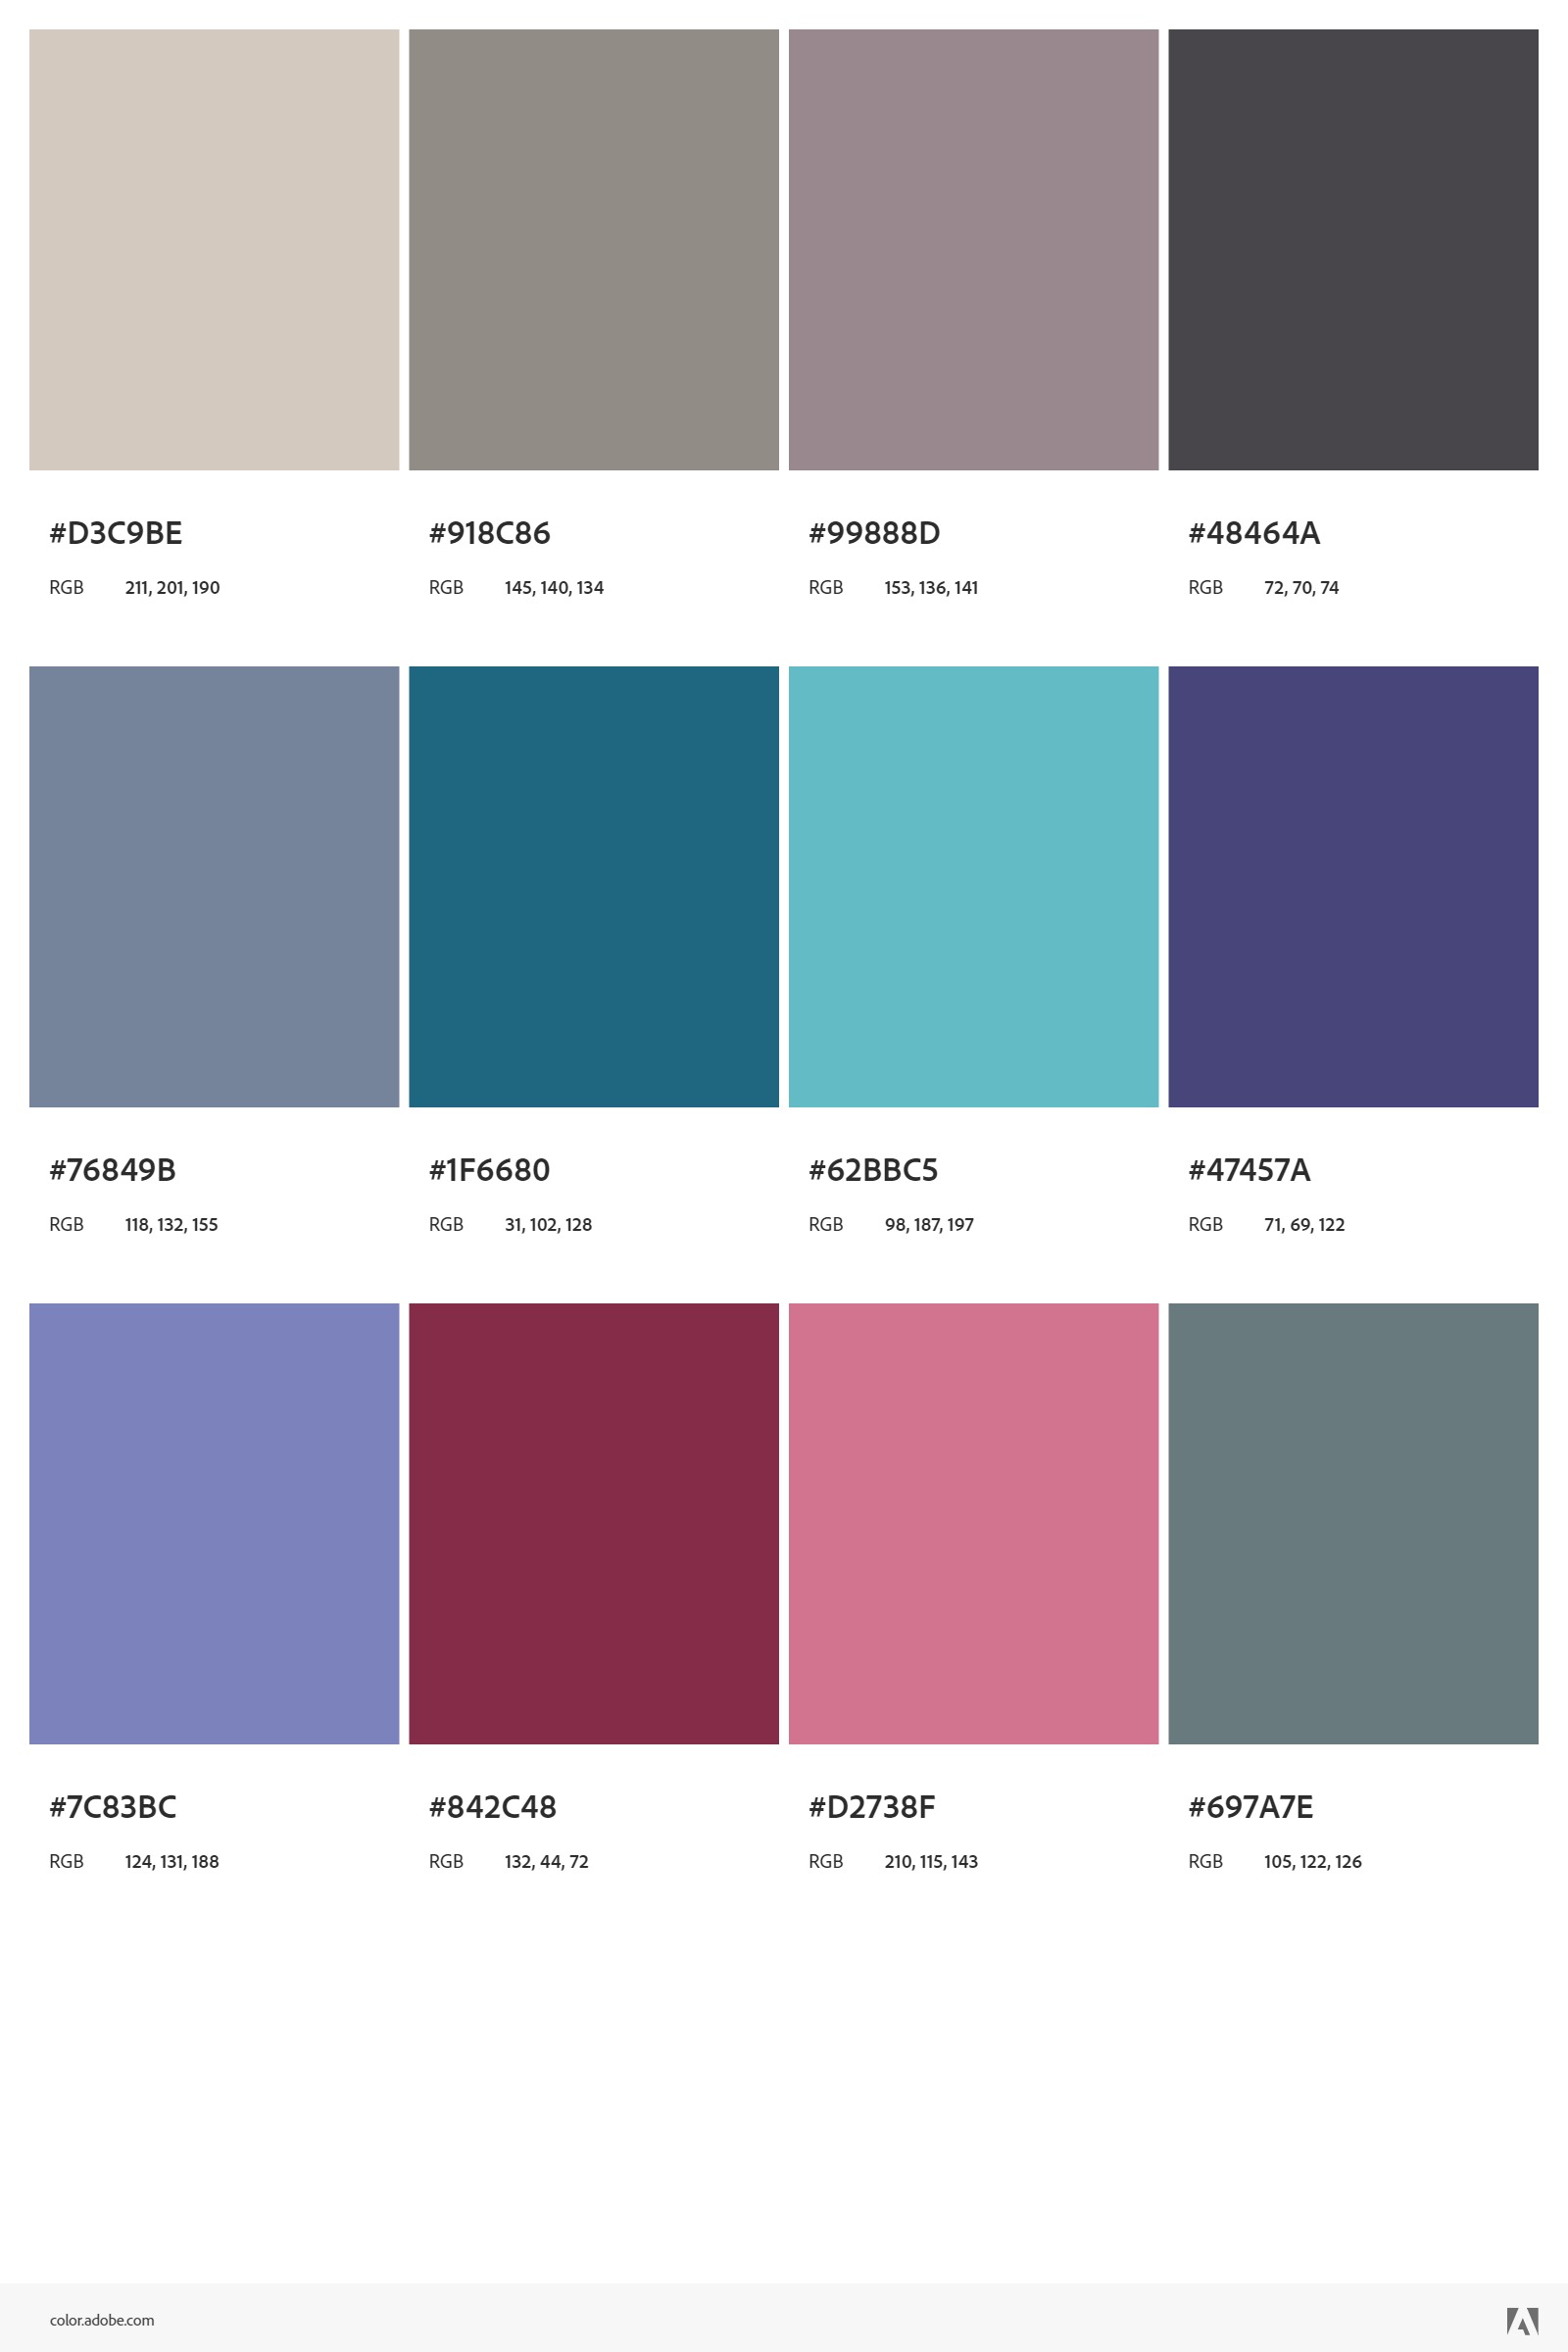 #D3C9BE #918C86 #99888D #48464A
RGB 211, 201, 190 RGB 145, 140, 134 RGB 153, 136, 141 RGB 72, 70, 74
#76849B #1F6680 #62BBC5 #47457A
RGB 118, 132, 155 RGB 31, 102, 128 RGB 98, 187, 197 RGB 71, 69, 122
#7C83BC #842C48 #D2738F #697A7E
RGB 124, 131, 188 RGB 132, 44, 72 RGB 210, 115, 143 RGB 105, 122, 126
color.adobe.com